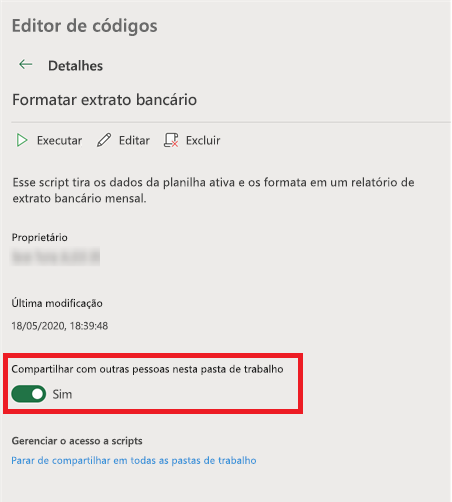 Editor de códigos
Detalhes
Formatar extrato bancário
Executar Editar Excluir
Esse script tira os dados da planilha ativa e os formata em um relatório de
extrato bancário mensal.
Proprietário
Última modificação
18/05/2020, 18:39:48
Compartilhar com outras pessoas nesta pasta de trabalho
Sim
Gerenciar o acesso a scripts
Parar de compartilhar em todas as pastas de trabalho